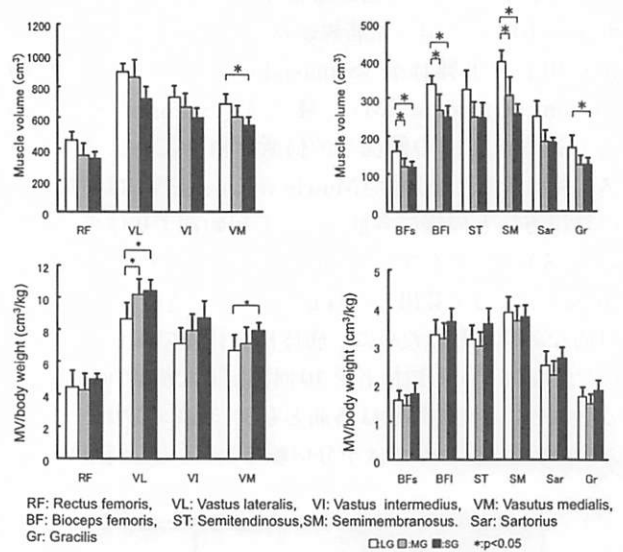 Muscle volume (cm³)
1200
1000
800
600
400
200
0
*
RF VL VI VM
Muscle volume (cm³)
500
400
300
200
100
0
* * * * * * *
BFs BFl ST SM Sar Gr
MV/body weight (cm³/kg)
12
10
8
6
4
2
0
* * *
RF VL VI VM
MV/body weight (cm³/kg)
5
4
3
2
1
0
BFs BFl ST SM Sar Gr
RF: Rectus femoris, VL: Vastus lateralis, VI: Vastus intermedius, VM: Vasutus medialis,
BF: Bioceps femoris, ST: Semitendinosus,SM: Semimembranosus. Sar: Sartorius
Gr: Gracilis
□LG ▨:MG ■:SG *:p<0.05